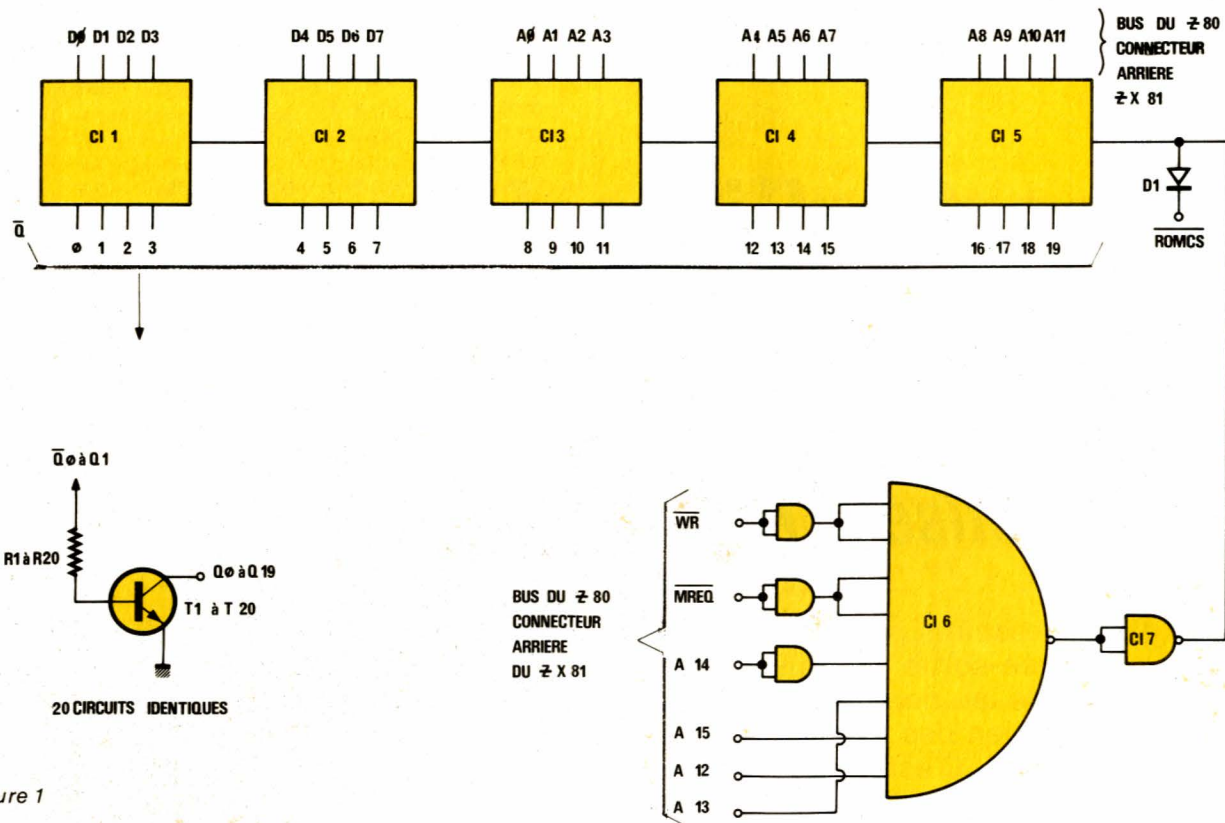 DØ D1 D2 D3
D4 D5 D6 D7
AØ A1 A2 A3
A4 A5 A6 A7
A8 A9 A10 A11
BUS DU Z 80
CONNECTEUR
ARRIERE
Z X 81
CI 1
CI 2
CI 3
CI 4
CI 5
D1
ROMCS
Q
ø 1 2 3
4 5 6 7
8 9 10 11
12 13 14 15
16 17 18 19
Q ø à Q 1
R1 à R20
Qø à Q 19
T1 à T 20
20 CIRCUITS IDENTIQUES
BUS DU Z 80
CONNECTEUR
ARRIERE
DU Z X 81
WR
MREQ
A 14
A 15
A 12
A 13
CI 6
CI 7
ure 1